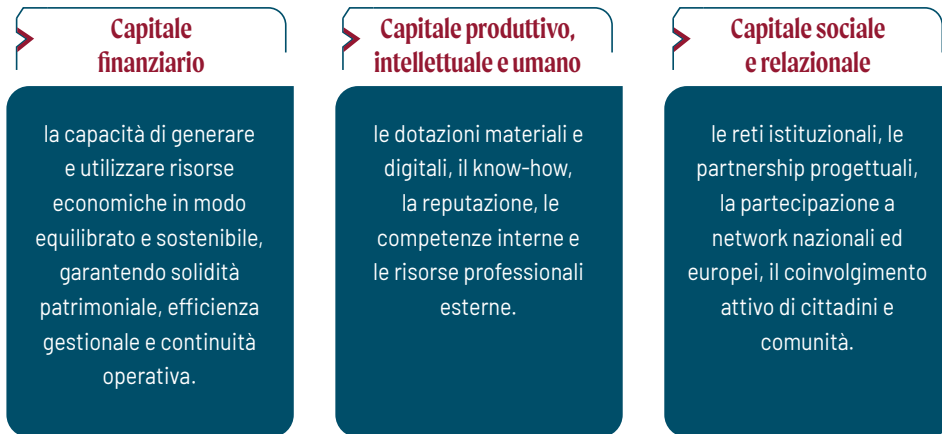 Capitale
finanziario
la capacità di generare
e utilizzare risorse
economiche in modo
equilibrato e sostenibile,
garantendo solidità
patrimoniale, efficienza
gestionale e continuità
operativa.
Capitale produttivo,
intellettuale e umano
le dotazioni materiali e
digitali, il know-how,
la reputazione, le
competenze interne e
le risorse professionali
esterne.
Capitale sociale
e relazionale
le reti istituzionali, le
partnership progettuali,
la partecipazione a
network nazionali ed
europei, il coinvolgimento
attivo di cittadini e
comunità.